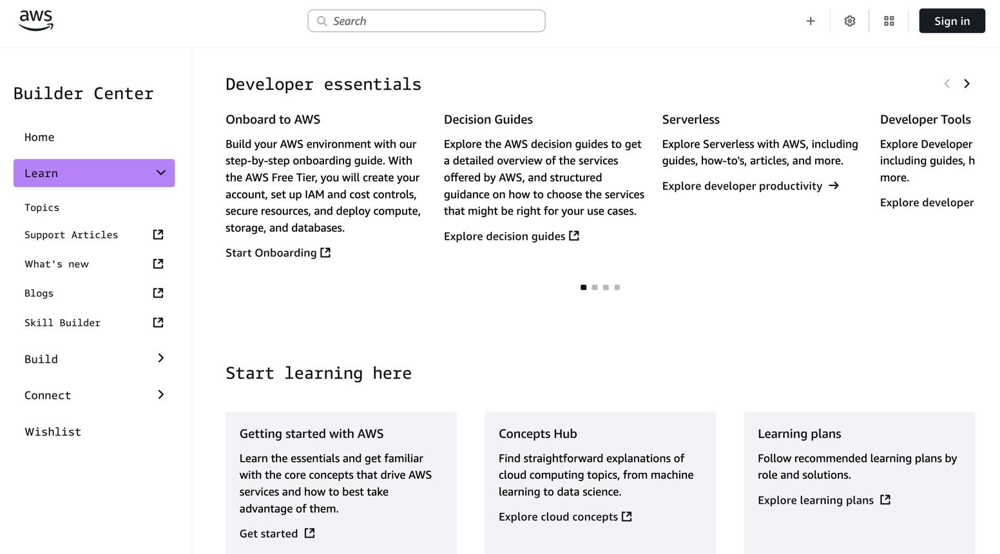 aws
Search
Sign in
Builder Center
Home
Learn
Topics
Support Articles
What's new
Blogs
Skill Builder
Build
Connect
Wishlist
Developer essentials
Onboard to AWS
Build your AWS environment with our
step-by-step onboarding guide. With
the AWS Free Tier, you will create your
account, set up IAM and cost controls,
secure resources, and deploy compute,
storage, and databases.
Start Onboarding
Decision Guides
Explore the AWS decision guides to get
a detailed overview of the services
offered by AWS, and structured
guidance on how to choose the services
that might be right for your use cases.
Explore decision guides
Serverless
Explore Serverless with AWS, including
guides, how-to's, articles, and more.
Explore developer productivity
Developer Tools
Explore Developer
including guides, h
more.
Explore developer
Start learning here
Getting started with AWS
Learn the essentials and get familiar
with the core concepts that drive AWS
services and how to best take
advantage of them.
Get started
Concepts Hub
Find straightforward explanations of
cloud computing topics, from machine
learning to data science.
Explore cloud concepts
Learning plans
Follow recommended learning plans by
role and solutions.
Explore learning plans